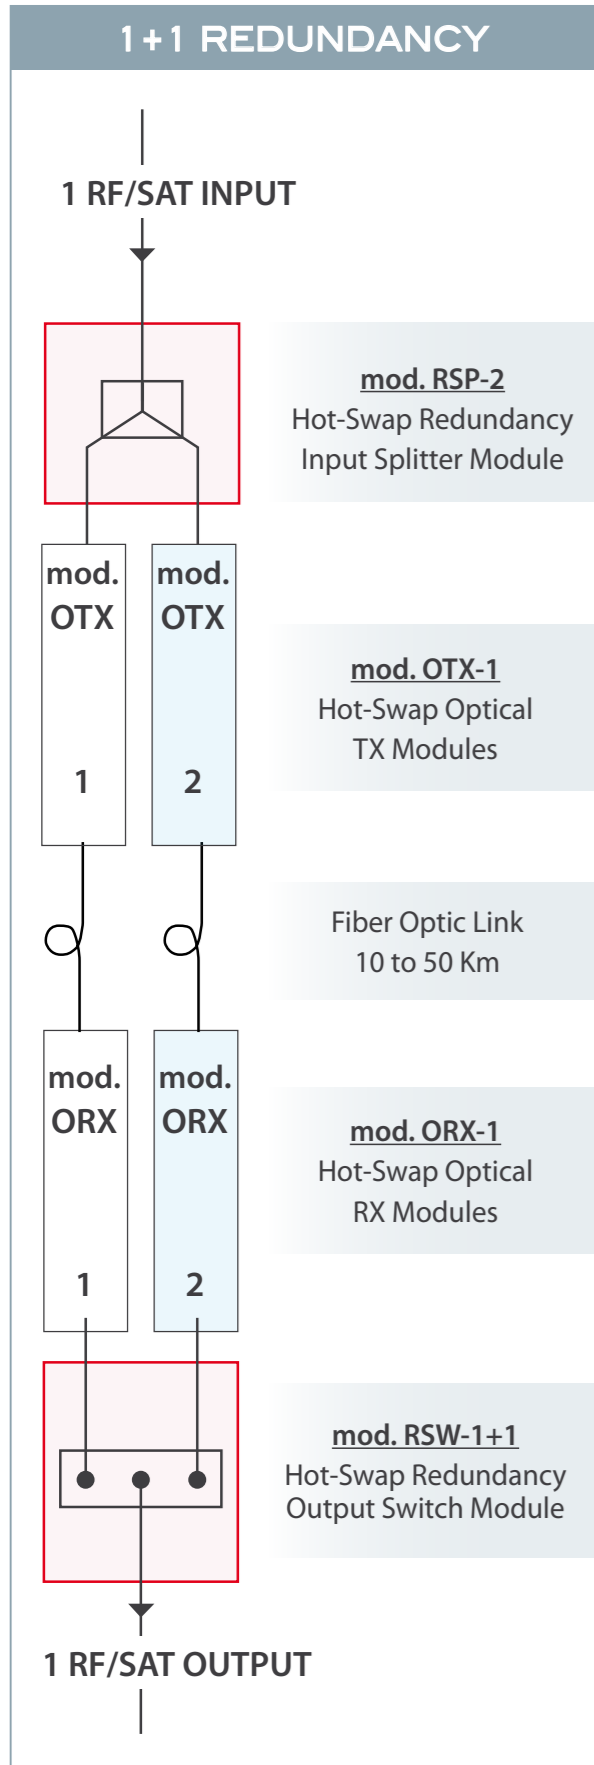 1+1 REDUNDANCY
1 RF/SAT INPUT
mod. RSP-2
Hot-Swap Redundancy
Input Splitter Module
mod.
OTX
1
mod.
OTX
2
mod. OTX-1
Hot-Swap Optical
TX Modules
Fiber Optic Link
10 to 50 Km
mod.
ORX
1
mod.
ORX
2
mod. ORX-1
Hot-Swap Optical
RX Modules
mod. RSW-1+1
Hot-Swap Redundancy
Output Switch Module
1 RF/SAT OUTPUT